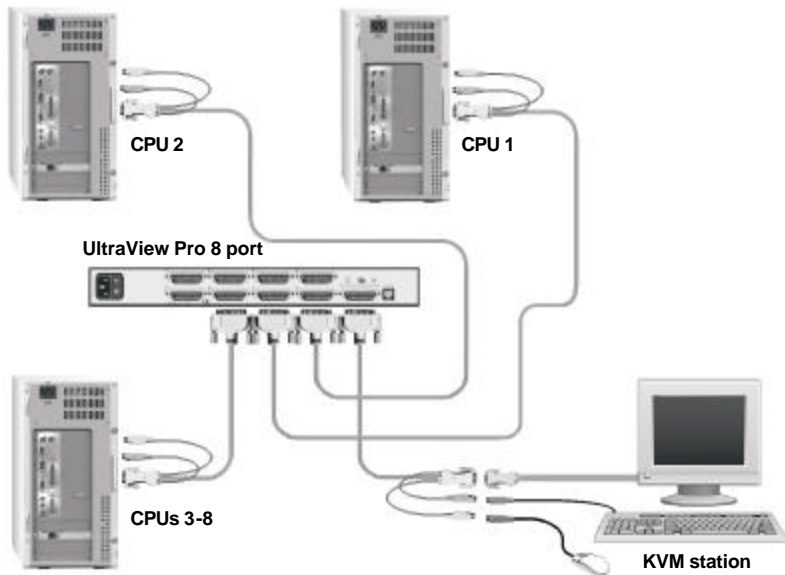 CPU 2
CPU 1
UltraView Pro 8 port
CPUs 3-8
KVM station